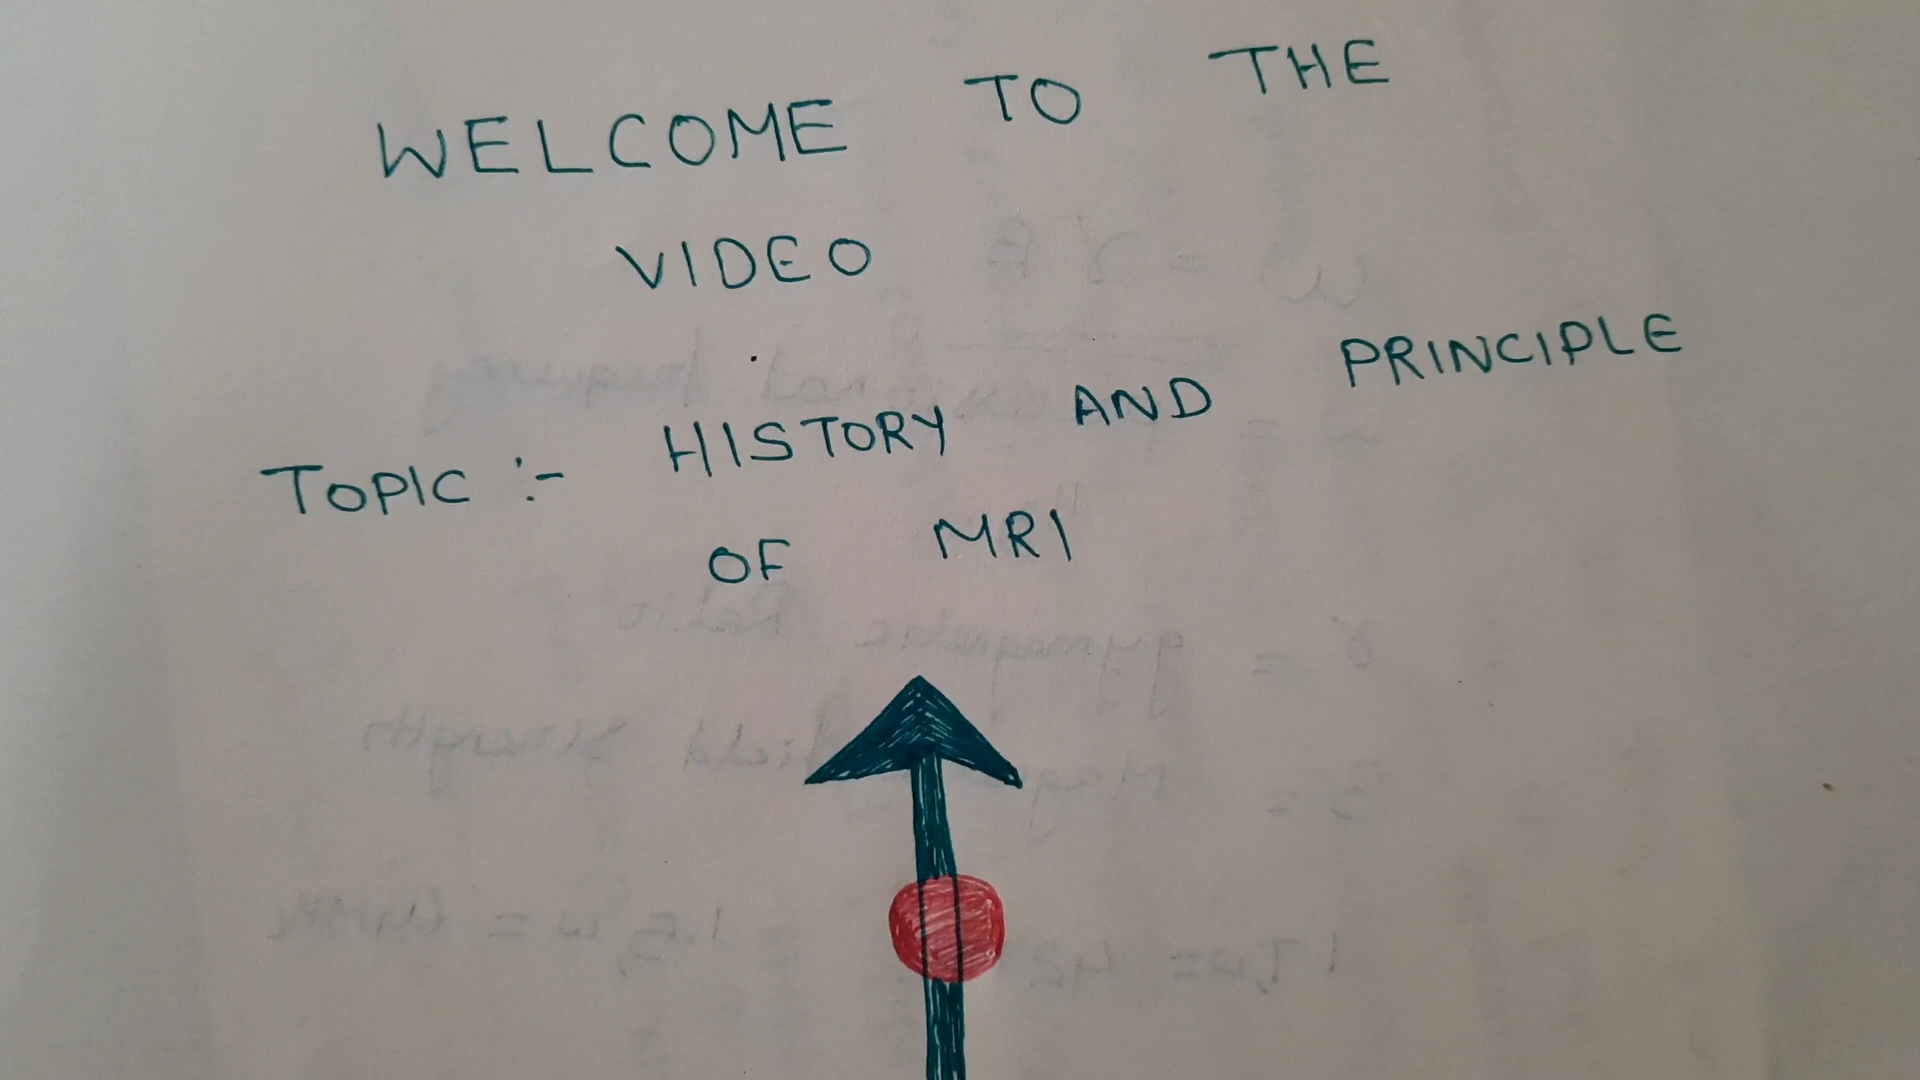 WELCOME TO THE
VIDEO
TOPIC :- HISTORY AND PRINCIPLE
OF MRI